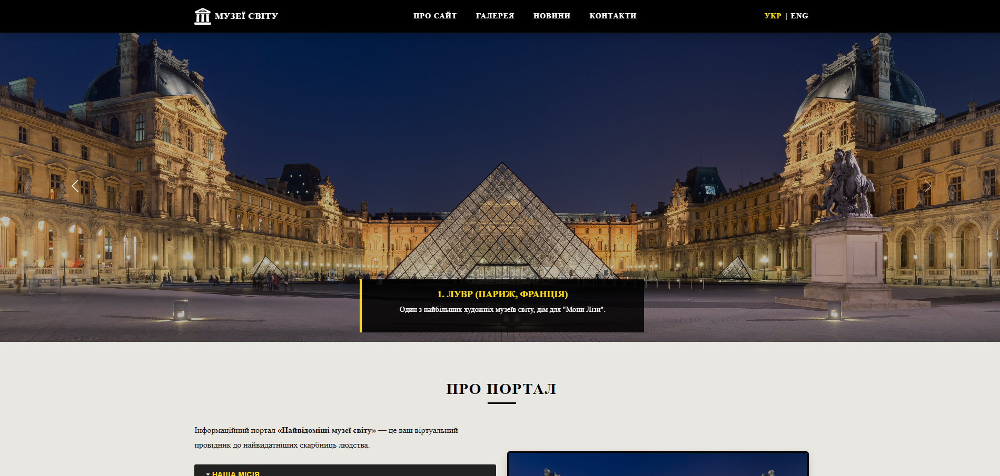 МУЗЕЇ СВІТУ
ПРО САЙТ ГАЛЕРЕЯ НОВИНИ КОНТАКТИ
УКР | ENG
1. ЛУВР (ПАРИЖ, ФРАНЦІЯ)
Один з найбільших художніх музеїв світу, дім для "Мони Лізи".
ПРО ПОРТАЛ
Інформаційний портал «Найвідоміші музеї світу» — це ваш віртуальний
провідник до найвидатніших скарбниць людства.
НАША МІСІЯ